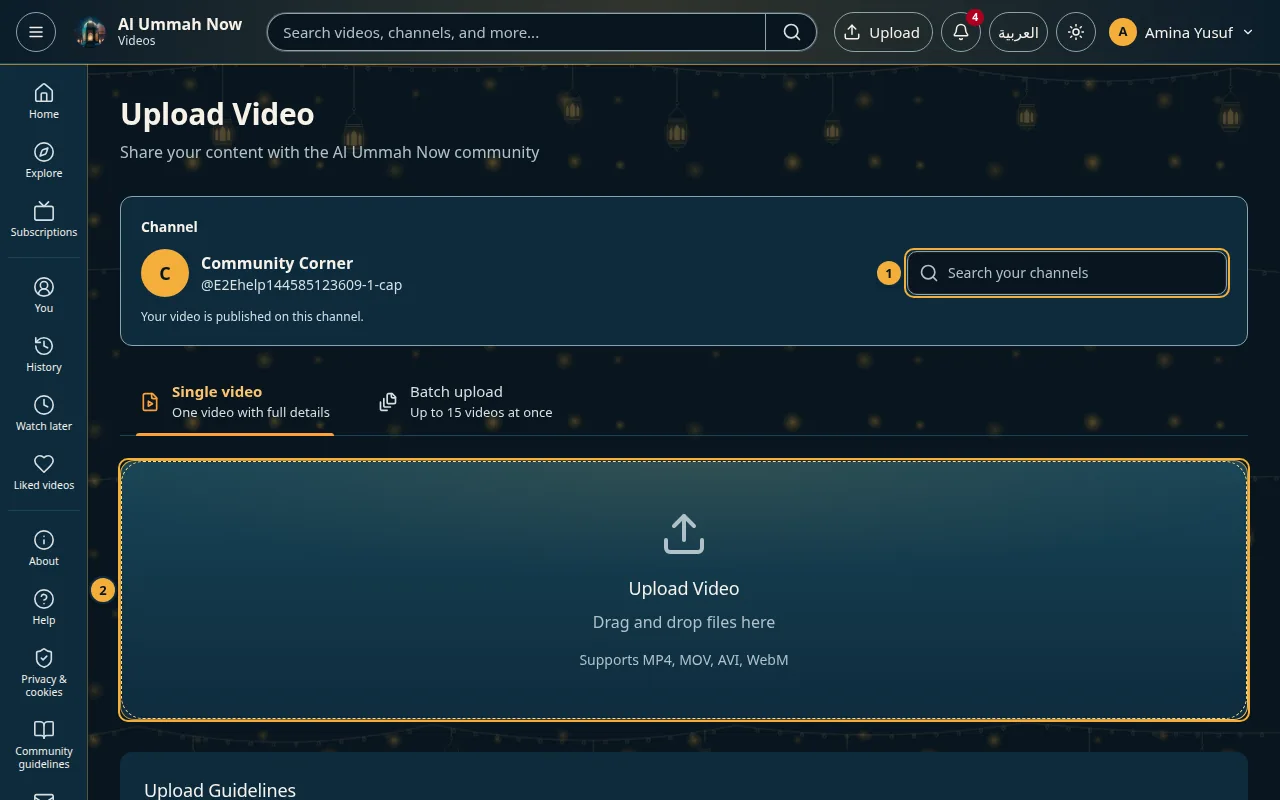 Al Ummah Now
Videos
Search videos, channels, and more...
Upload
4
العربية
A
Amina Yusuf
Home
Explore
Subscriptions
You
History
Watch later
Liked videos
About
Help
Privacy &
cookies
Community
guidelines
Upload Video
Share your content with the Al Ummah Now community
Channel
C
Community Corner
@E2Ehelp144585123609-1-cap
1
Search your channels
Your video is published on this channel.
Single video
One video with full details
Batch upload
Up to 15 videos at once
2
Upload Video
Drag and drop files here
Supports MP4, MOV, AVI, WebM
Upload Guidelines